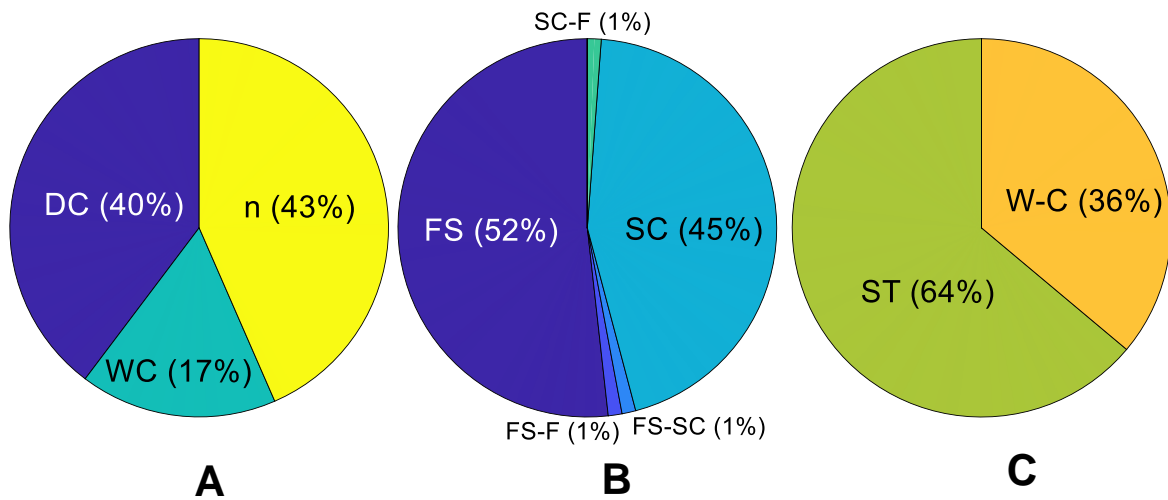 DC (40%)
n (43%)
WC (17%)
A
SC-F (1%)
FS (52%)
SC (45%)
FS-F (1%)
FS-SC (1%)
B
W-C (36%)
ST (64%)
C